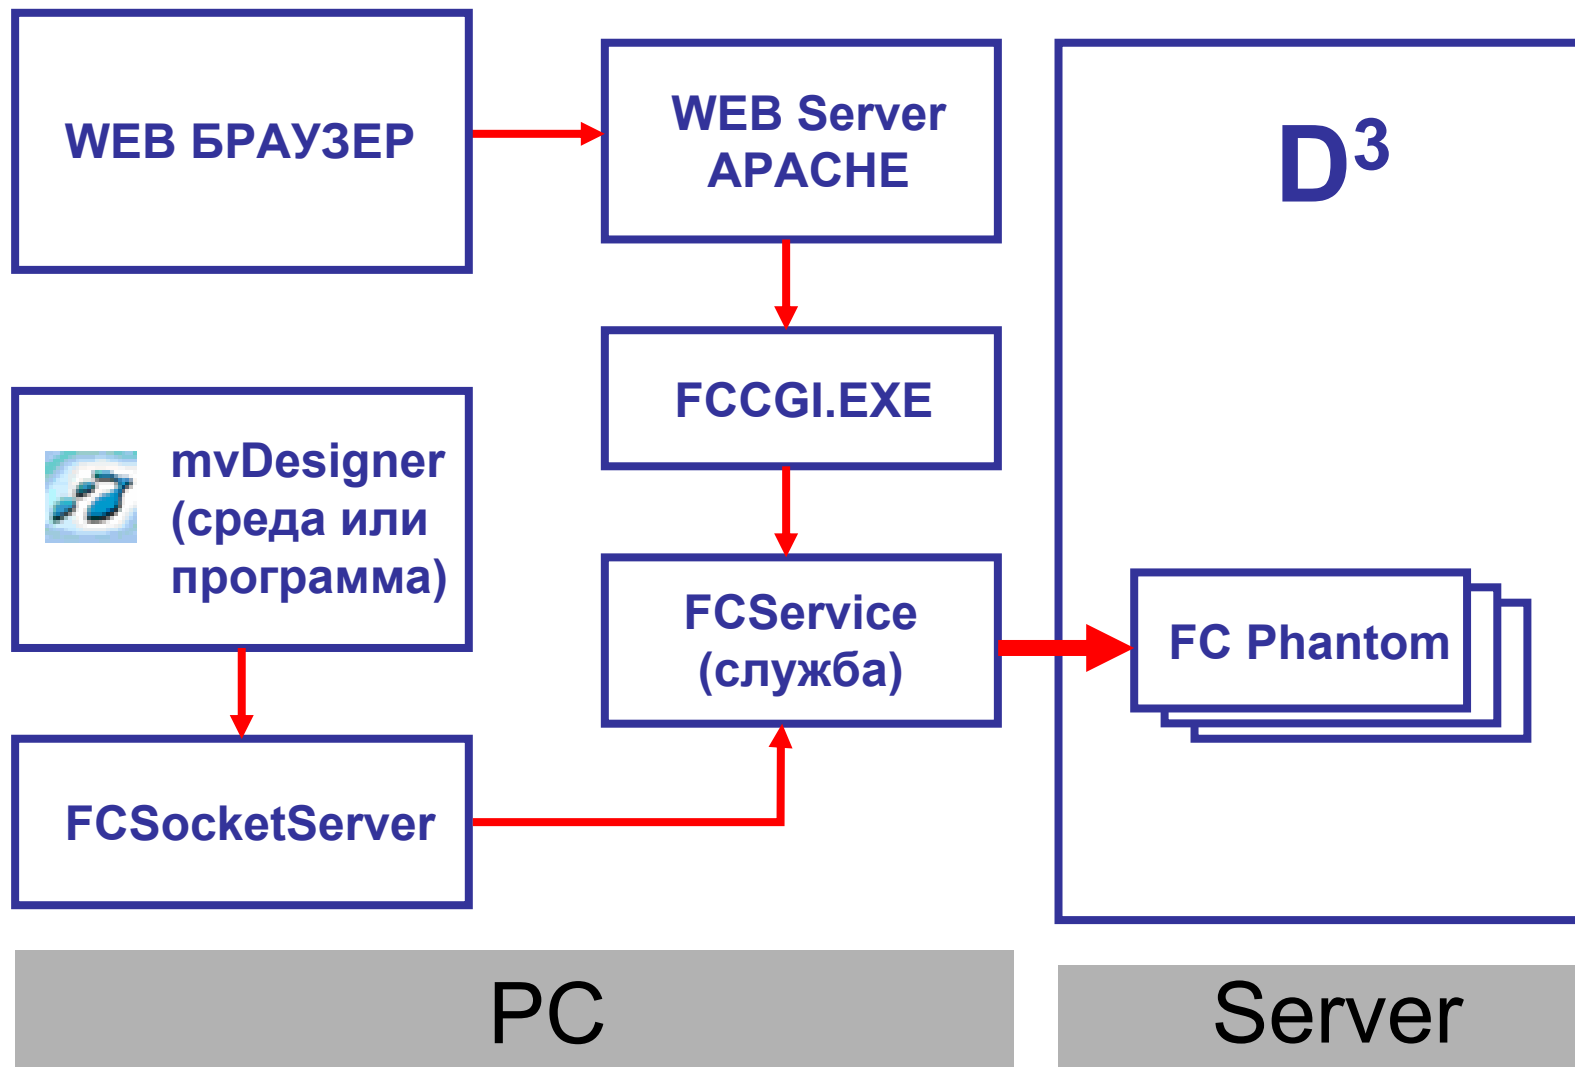 WEB БРАУЗЕР
WEB Server
APACHE
D³
FCCGI.EXE
mvDesigner
(среда или
программа)
FCService
(служба)
FC Phantom
FCSocketServer
PC
Server